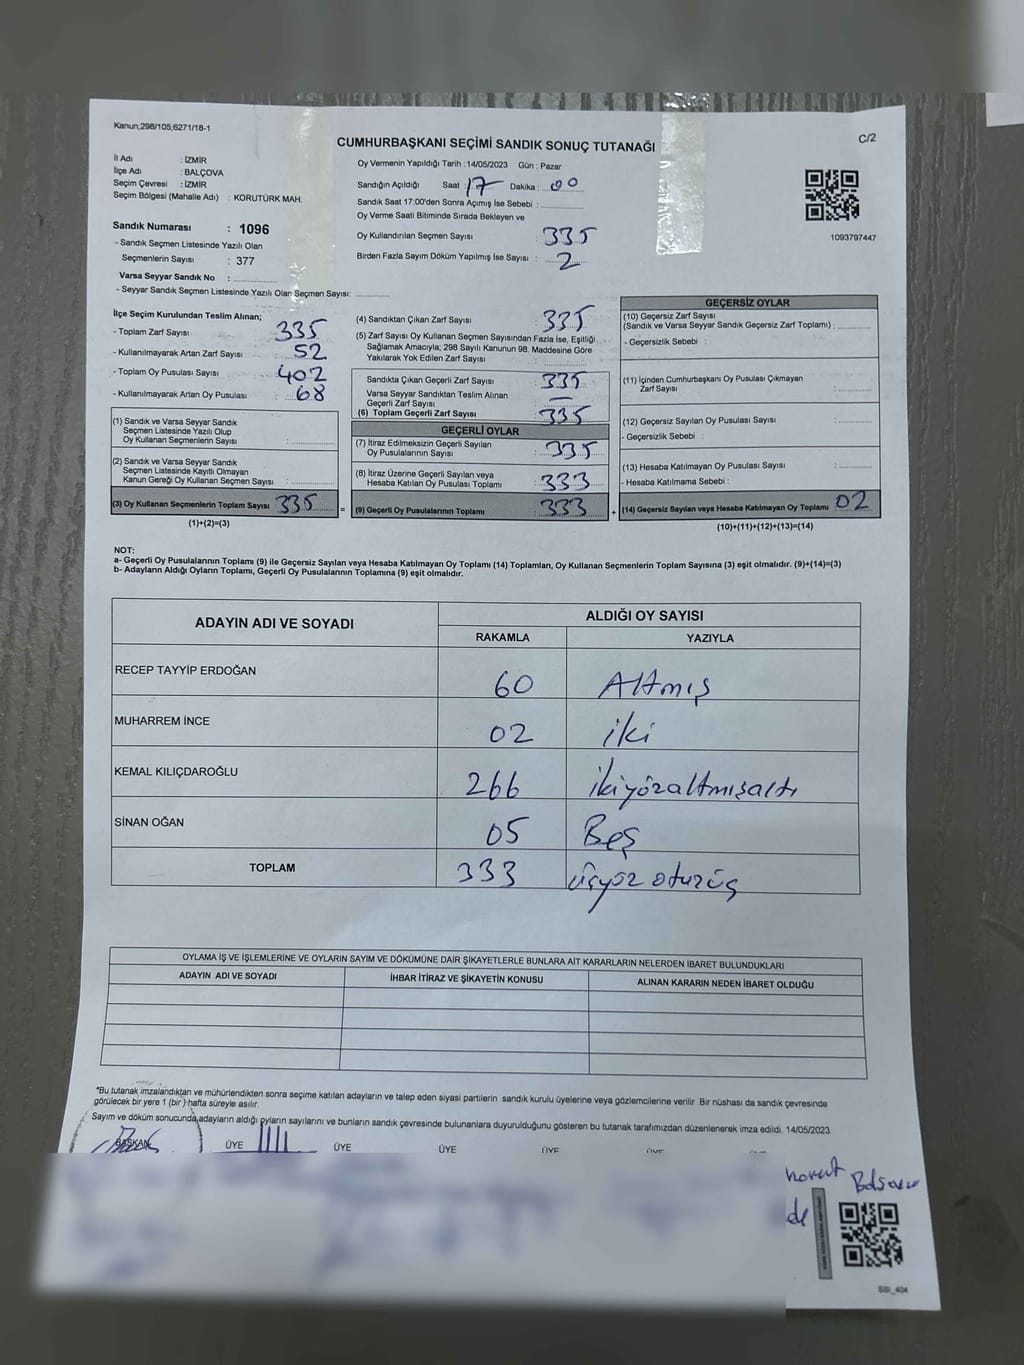 Kanun;298/105;6271/18-1
C/2
CUMHURBAŞKANI SEÇİMİ SANDIK SONUÇ TUTANAĞI
İl Adı : İZMİR
İlçe Adı : BALÇOVA
Seçim Çevresi : İZMİR
Seçim Bölgesi (Mahalle Adı) : KORUTÜRK MAH.
Sandık Numarası : 1096
- Sandık Seçmen Listesinde Yazılı Olan
Seçmenlerin Sayısı : 377
Varsa Seyyar Sandık No :
- Seyyar Sandık Seçmen Listesinde Yazılı Olan Seçmen Sayısı:
Oy Vermenin Yapıldığı Tarih : 14/05/2023 Gün : Pazar
Sandığın Açıldığı Saat : 17 Dakika : 00
Sandık Saat 17:00'den Sonra Açımış İse Sebebi :
Oy Verme Saati Bitiminde Sırada Bekleyen ve
Oy Kullandırılan Seçmen Sayısı : 335
Birden Fazla Sayım Döküm Yapılmış İse Sayısı : 2
1093797447
İlçe Seçim Kurulundan Teslim Alınan;
- Toplam Zarf Sayısı : 335
- Kullanılmayarak Artan Zarf Sayısı : 52
- Toplam Oy Pusulası Sayısı : 402
- Kullanılmayarak Artan Oy Pusulası : 68
(1) Sandık ve Varsa Seyyar Sandık
Seçmen Listesinde Yazılı Olup
Oy Kullanan Seçmenlerin Sayısı :
(2) Sandık ve Varsa Seyyar Sandık
Seçmen Listesinde Kayıtlı Olmayan
Kanun Gereği Oy Kullanan Seçmen Sayısı :
(3) Oy Kullanan Seçmenlerin Toplam Sayısı : 335
(1)+(2)=(3)
=
(4) Sandıktan Çıkan Zarf Sayısı : 335
(5) Zarf Sayısı Oy Kullanan Seçmen Sayısından Fazla İse, Eşitliği
Sağlamak Amacıyla; 298 Sayılı Kanunun 98. Maddesine Göre
Yakılarak Yok Edilen Zarf Sayısı :
Sandıkta Çıkan Geçerli Zarf Sayısı : 335
Varsa Seyyar Sandıktan Teslim Alınan
Geçerli Zarf Sayısı : —
(6) Toplam Geçerli Zarf Sayısı : 335
GEÇERLİ OYLAR
(7) İtiraz Edilmeksizin Geçerli Sayılan
Oy Pusulalarının Sayısı : 335
(8) İtiraz Üzerine Geçerli Sayılan veya
Hesaba Katılan Oy Pusulası Toplamı : 333
(9) Geçerli Oy Pusulalarının Toplamı : 333
+
GEÇERSİZ OYLAR
(10) Geçersiz Zarf Sayısı
(Sandık ve Varsa Seyyar Sandık Geçersiz Zarf Toplamı) :
- Geçersizlik Sebebi :
(11) İçinden Cumhurbaşkanı Oy Pusulası Çıkmayan
Zarf Sayısı :
(12) Geçersiz Sayılan Oy Pusulası Sayısı :
- Geçersizlik Sebebi :
(13) Hesaba Katılmayan Oy Pusulası Sayısı :
- Hesaba Katılmama Sebebi :
(14) Geçersiz Sayılan veya Hesaba Katılmayan Oy Toplamı : 02
(10)+(11)+(12)+(13)=(14)
NOT:
a- Geçerli Oy Pusulalarının Toplamı (9) ile Geçersiz Sayılan veya Hesaba Katılmayan Oy Toplamı (14) Toplamları, Oy Kullanan Seçmenlerin Toplam Sayısına (3) eşit olmalıdır. (9)+(14)=(3)
b- Adayların Aldığı Oyların Toplamı, Geçerli Oy Pusulalarının Toplamına (9) eşit olmalıdır.
ADAYIN ADI VE SOYADI
ALDIĞI OY SAYISI
RAKAMLA YAZIYLA
RECEP TAYYİP ERDOĞAN 60 Altmış
MUHARREM İNCE 02 iki
KEMAL KILIÇDAROĞLU 266 ikiyözaltmışaltı
SİNAN OĞAN 05 Beş
TOPLAM 333 üçyöz otuzüç
OYLAMA İŞ VE İŞLEMLERİNE VE OYLARIN SAYIM VE DÖKÜMÜNE DAİR ŞİKAYETLERLE BUNLARA AİT KARARLARIN NELERDEN İBARET BULUNDUKLARI
ADAYIN ADI VE SOYADI İHBAR İTİRAZ VE ŞİKAYETİN KONUSU ALINAN KARARIN NEDEN İBARET OLDUĞU
*Bu tutanak imzalandıktan ve mühürlendikten sonra seçime katılan adayların ve talep eden siyasi partilerin sandık kurulu üyelerine veya gözlemcilerine verilir .Bir nüshası da sandık çevresinde
görülecek bir yere 1 (bir ) hafta süreyle asılır.
Sayım ve döküm sonucunda adayların aldığı oyların sayılarını ve bunların sandık çevresinde bulunanlara duyurulduğunu gösteren bu tutanak tarafımızdan düzenlenerek imza edildi. 14/05/2023
BAŞKAN ÜYE ÜYE ÜYE ÜYE ÜYE
de
SSI_404